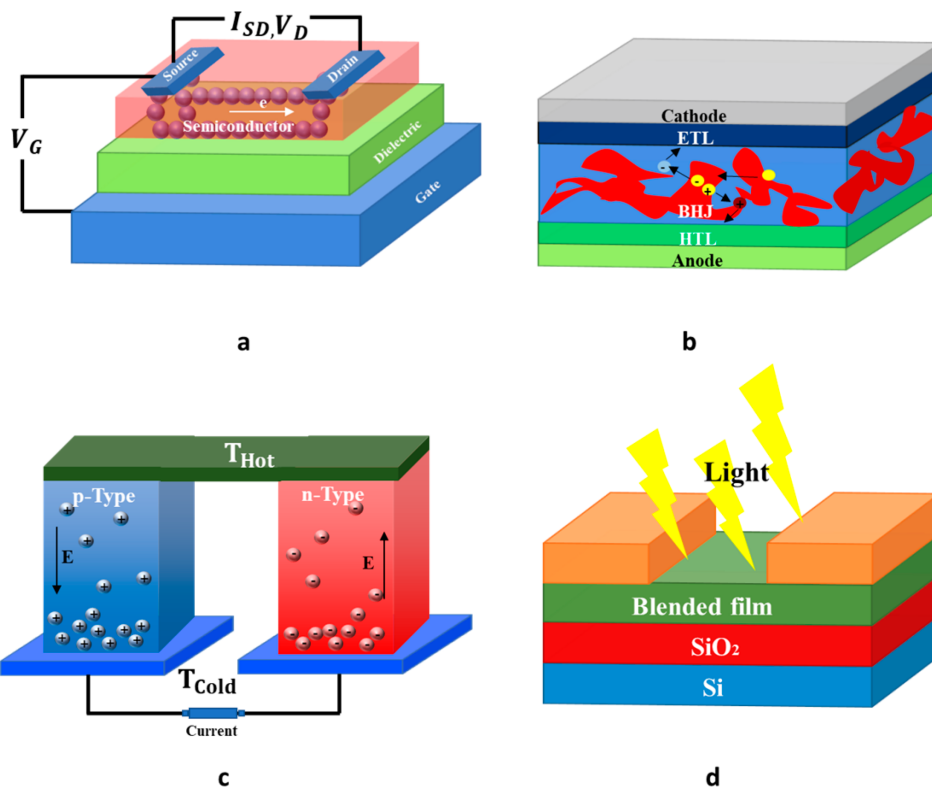 I_SD,V_D
Source
Drain
e
Semiconductor
V_G
Dielectric
Gate
a
Cathode
ETL
-
-
+
+
BHJ
HTL
Anode
b
T_Hot
p-Type
n-Type
E
E
T_Cold
Current
c
Light
Blended film
SiO₂
Si
d